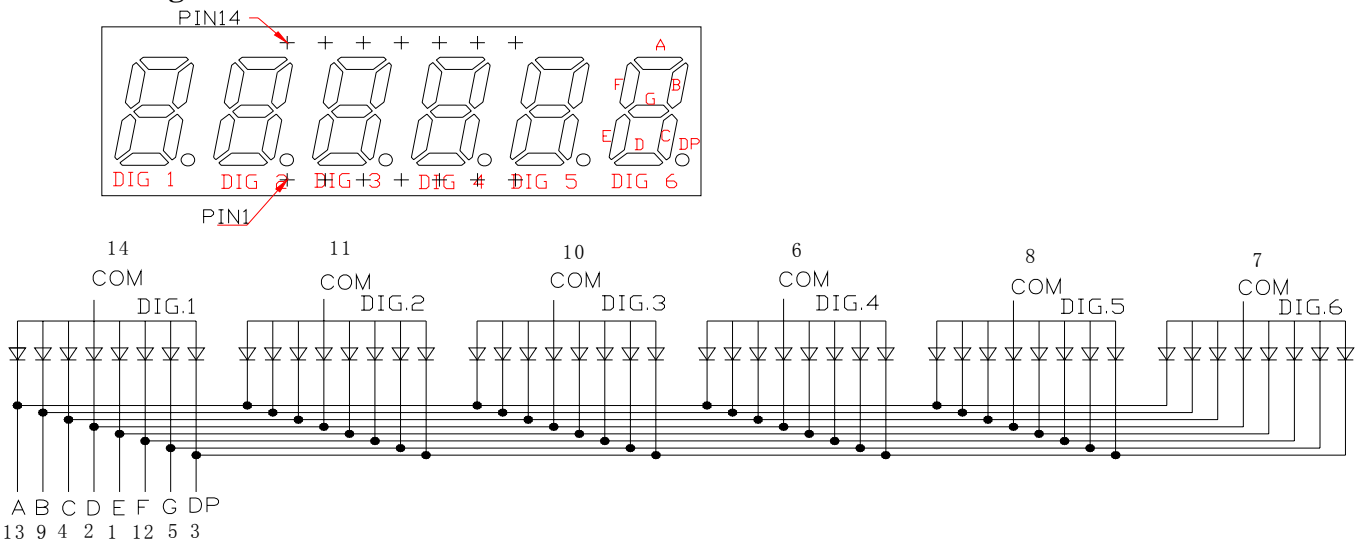 g
PIN14
A
F B
G
E D C DP
DIG 1 DIG 2 DIG 3 DIG 4 DIG 5 DIG 6
PIN1
14 11 10 6 8 7
COM COM COM COM COM COM
DIG.1 DIG.2 DIG.3 DIG.4 DIG.5 DIG.6
A B C D E F G DP
13 9 4 2 1 12 5 3